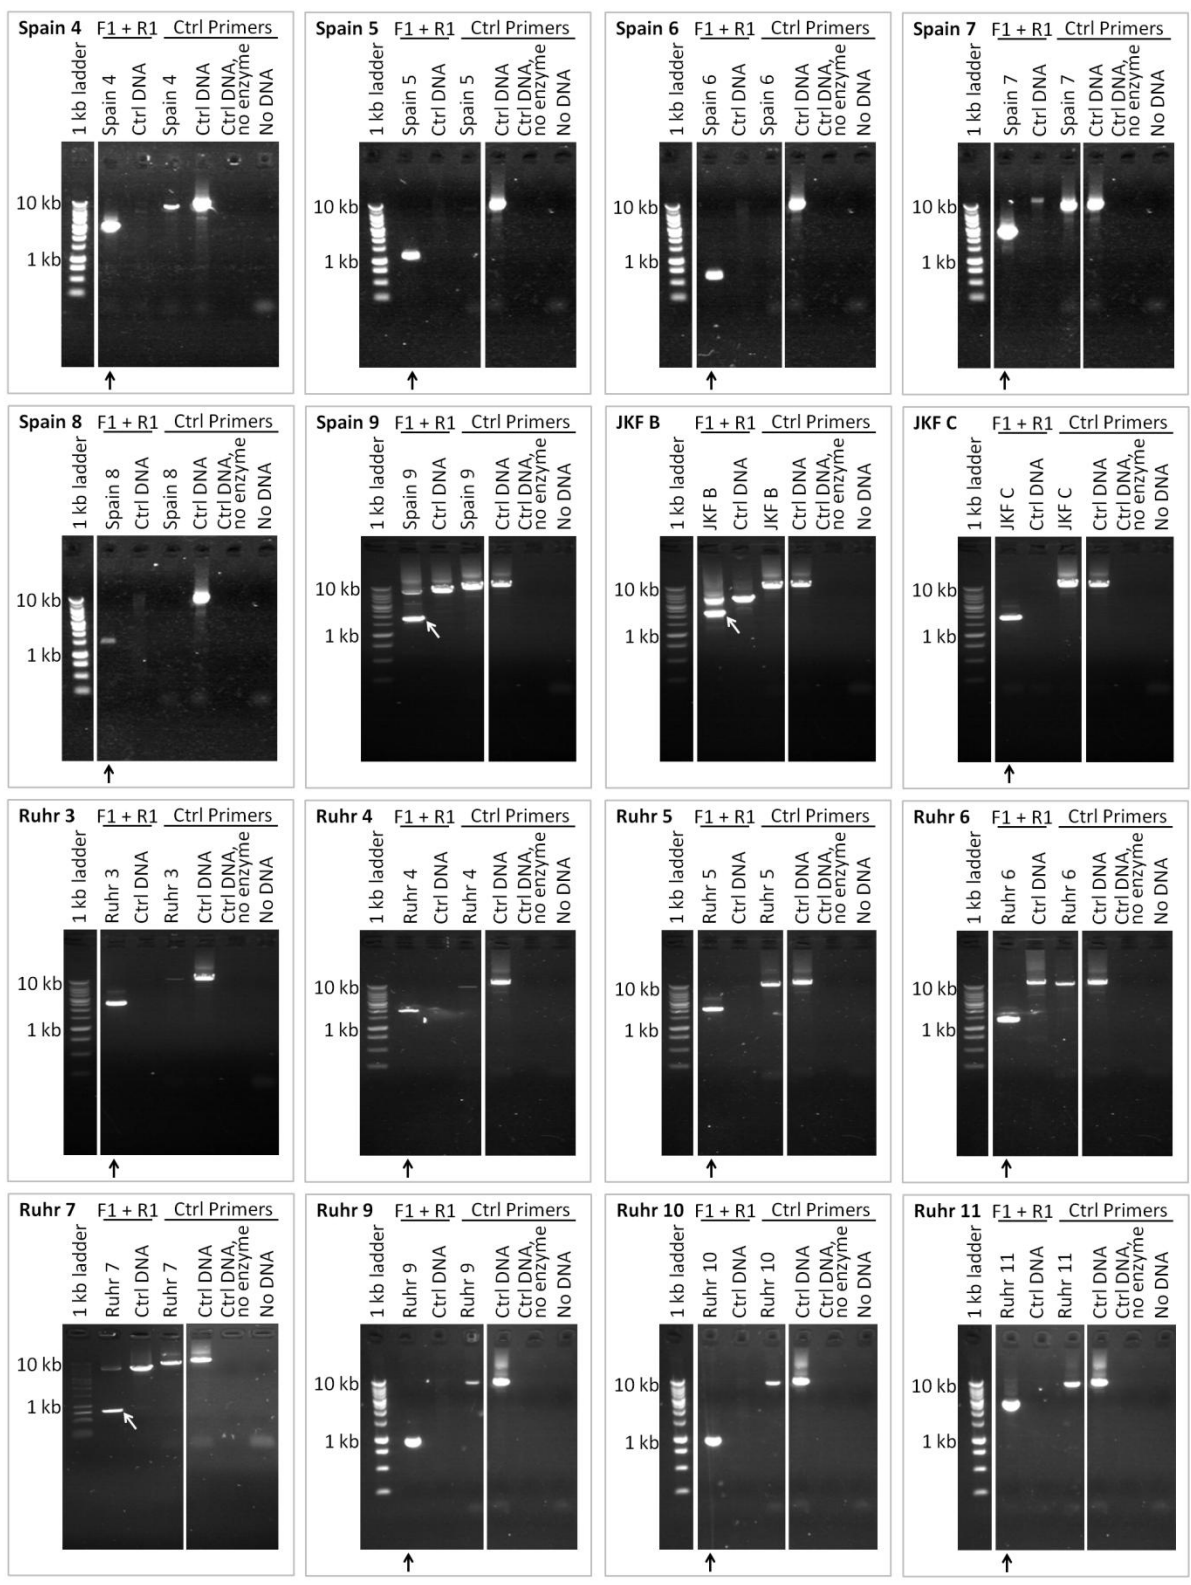 Spain 4 F1 + R1 Ctrl Primers
1 kb ladder
Spain 4
Ctrl DNA
Spain 4
Ctrl DNA
Ctrl DNA,
no enzyme
No DNA
10 kb
1 kb
Spain 5 F1 + R1 Ctrl Primers
1 kb ladder
Spain 5
Ctrl DNA
Spain 5
Ctrl DNA
Ctrl DNA,
no enzyme
No DNA
10 kb
1 kb
Spain 6 F1 + R1 Ctrl Primers
1 kb ladder
Spain 6
Ctrl DNA
Spain 6
Ctrl DNA
Ctrl DNA,
no enzyme
No DNA
10 kb
1 kb
Spain 7 F1 + R1 Ctrl Primers
1 kb ladder
Spain 7
Ctrl DNA
Spain 7
Ctrl DNA
Ctrl DNA,
no enzyme
No DNA
10 kb
1 kb
Spain 8 F1 + R1 Ctrl Primers
1 kb ladder
Spain 8
Ctrl DNA
Spain 8
Ctrl DNA
Ctrl DNA,
no enzyme
No DNA
10 kb
1 kb
Spain 9 F1 + R1 Ctrl Primers
1 kb ladder
Spain 9
Ctrl DNA
Spain 9
Ctrl DNA
Ctrl DNA,
no enzyme
No DNA
10 kb
1 kb
JKF B F1 + R1 Ctrl Primers
1 kb ladder
JKF B
Ctrl DNA
JKF B
Ctrl DNA
Ctrl DNA,
no enzyme
No DNA
10 kb
1 kb
JKF C F1 + R1 Ctrl Primers
1 kb ladder
JKF C
Ctrl DNA
JKF C
Ctrl DNA
Ctrl DNA,
no enzyme
No DNA
10 kb
1 kb
Ruhr 3 F1 + R1 Ctrl Primers
1 kb ladder
Ruhr 3
Ctrl DNA
Ruhr 3
Ctrl DNA
Ctrl DNA,
no enzyme
No DNA
10 kb
1 kb
Ruhr 4 F1 + R1 Ctrl Primers
1 kb ladder
Ruhr 4
Ctrl DNA
Ruhr 4
Ctrl DNA
Ctrl DNA,
no enzyme
No DNA
10 kb
1 kb
Ruhr 5 F1 + R1 Ctrl Primers
1 kb ladder
Ruhr 5
Ctrl DNA
Ruhr 5
Ctrl DNA
Ctrl DNA,
no enzyme
No DNA
10 kb
1 kb
Ruhr 6 F1 + R1 Ctrl Primers
1 kb ladder
Ruhr 6
Ctrl DNA
Ruhr 6
Ctrl DNA
Ctrl DNA,
no enzyme
No DNA
10 kb
1 kb
Ruhr 7 F1 + R1 Ctrl Primers
1 kb ladder
Ruhr 7
Ctrl DNA
Ruhr 7
Ctrl DNA
Ctrl DNA,
no enzyme
No DNA
10 kb
1 kb
Ruhr 9 F1 + R1 Ctrl Primers
1 kb ladder
Ruhr 9
Ctrl DNA
Ruhr 9
Ctrl DNA
Ctrl DNA,
no enzyme
No DNA
10 kb
1 kb
Ruhr 10 F1 + R1 Ctrl Primers
1 kb ladder
Ruhr 10
Ctrl DNA
Ruhr 10
Ctrl DNA
Ctrl DNA,
no enzyme
No DNA
10 kb
1 kb
Ruhr 11 F1 + R1 Ctrl Primers
1 kb ladder
Ruhr 11
Ctrl DNA
Ruhr 11
Ctrl DNA
Ctrl DNA,
no enzyme
No DNA
10 kb
1 kb